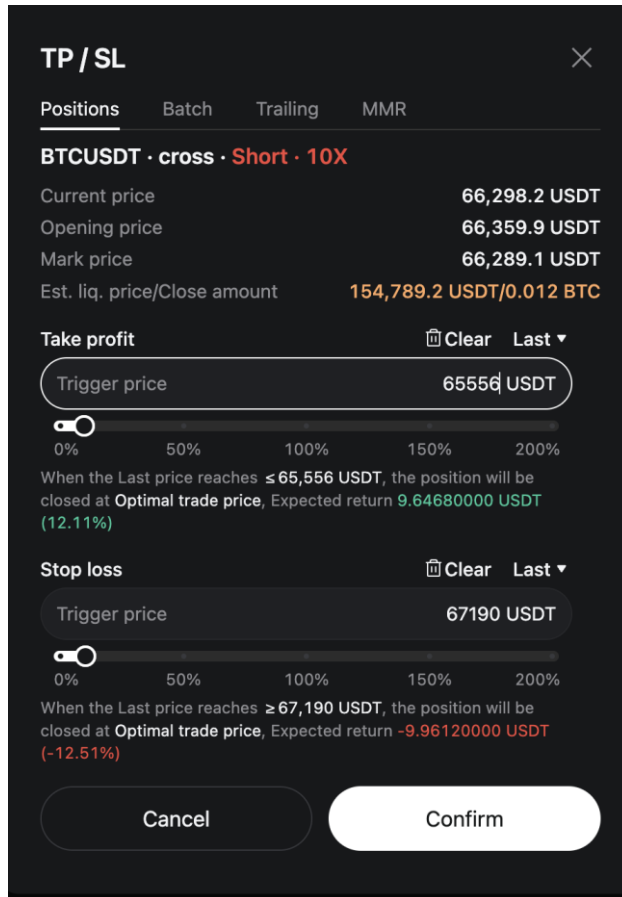 TP / SL
Positions Batch Trailing MMR
BTCUSDT · cross · Short · 10X
Current price 66,298.2 USDT
Opening price 66,359.9 USDT
Mark price 66,289.1 USDT
Est. liq. price/Close amount 154,789.2 USDT/0.012 BTC
Take profit Clear Last
Trigger price 65556 USDT
0% 50% 100% 150% 200%
When the Last price reaches ≤65,556 USDT, the position will be
closed at Optimal trade price, Expected return 9.64680000 USDT
(12.11%)
Stop loss Clear Last
Trigger price 67190 USDT
0% 50% 100% 150% 200%
When the Last price reaches ≥67,190 USDT, the position will be
closed at Optimal trade price, Expected return -9.96120000 USDT
(-12.51%)
Cancel Confirm